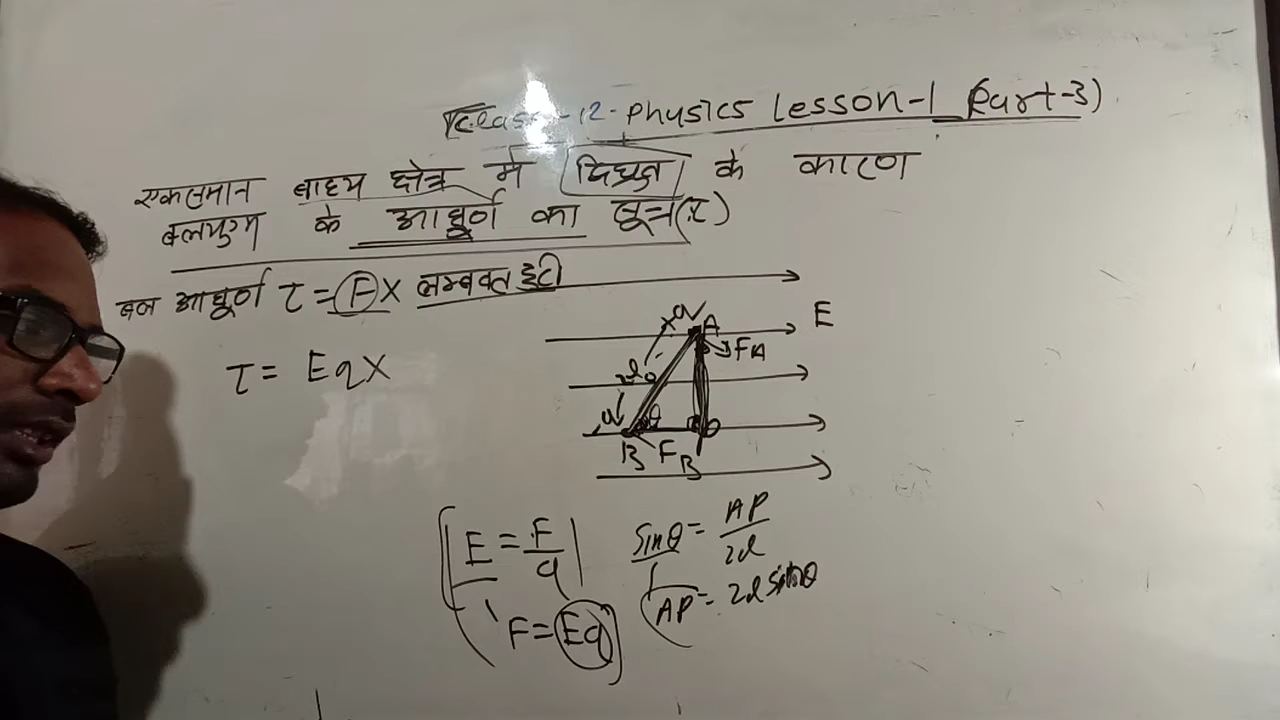 Class-12-Physics Lesson-1 (Part-3)
एकसमान बाह्य क्षेत्र में द्विध्रुव के कारण
बलयुग्म के आघूर्ण का सूत्र(τ)
बल आघूर्ण τ = F× लम्बवत दूरी
τ = Eq×
E
A
FA
2l
θ
B
FB
E = F/q
F = Eq
Sinθ = AP/2l
AP = 2l sinθ